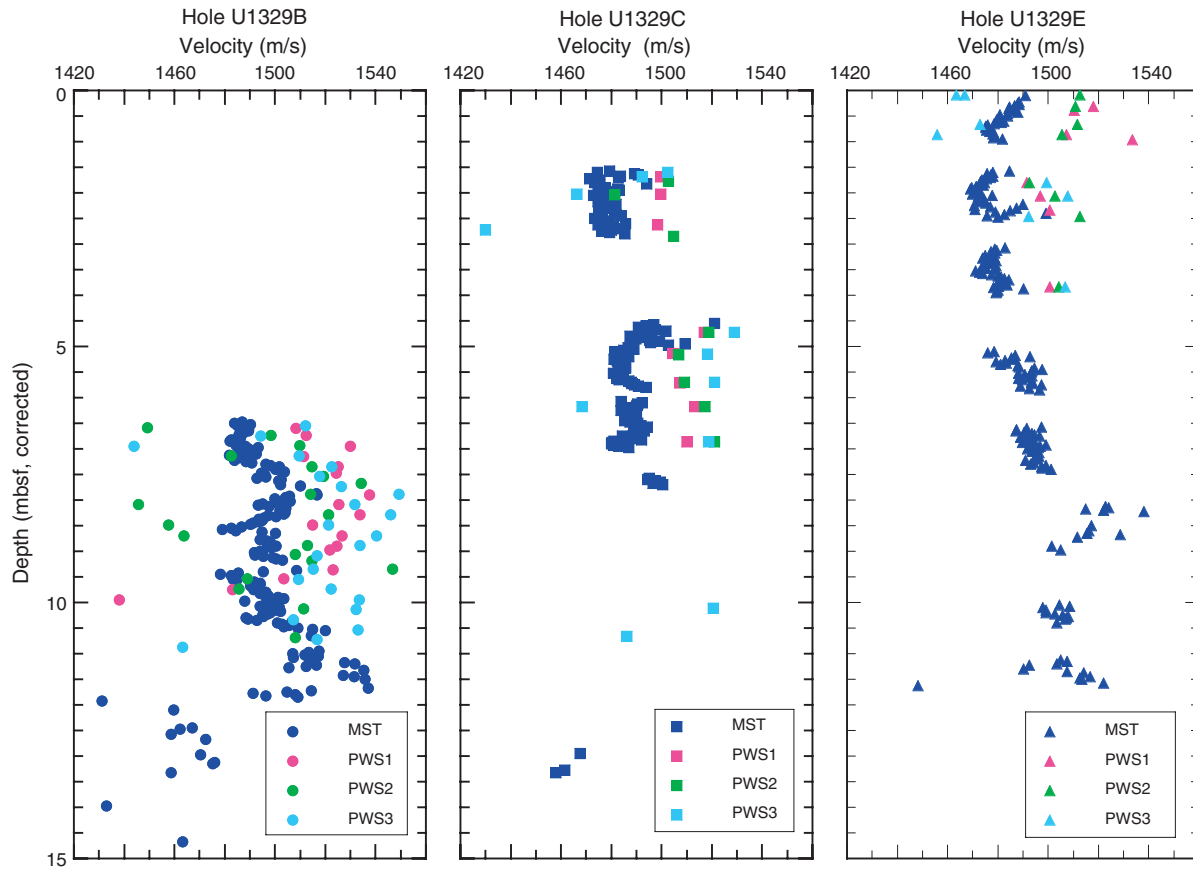 Hole U1329B
Velocity (m/s)
1420 1460 1500 1540
Hole U1329C
Velocity (m/s)
1420 1460 1500 1540
Hole U1329E
Velocity (m/s)
1420 1460 1500 1540
Depth (mbsf, corrected)
0
5
10
15
MST
PWS1
PWS2
PWS3
MST
PWS1
PWS2
PWS3
MST
PWS1
PWS2
PWS3